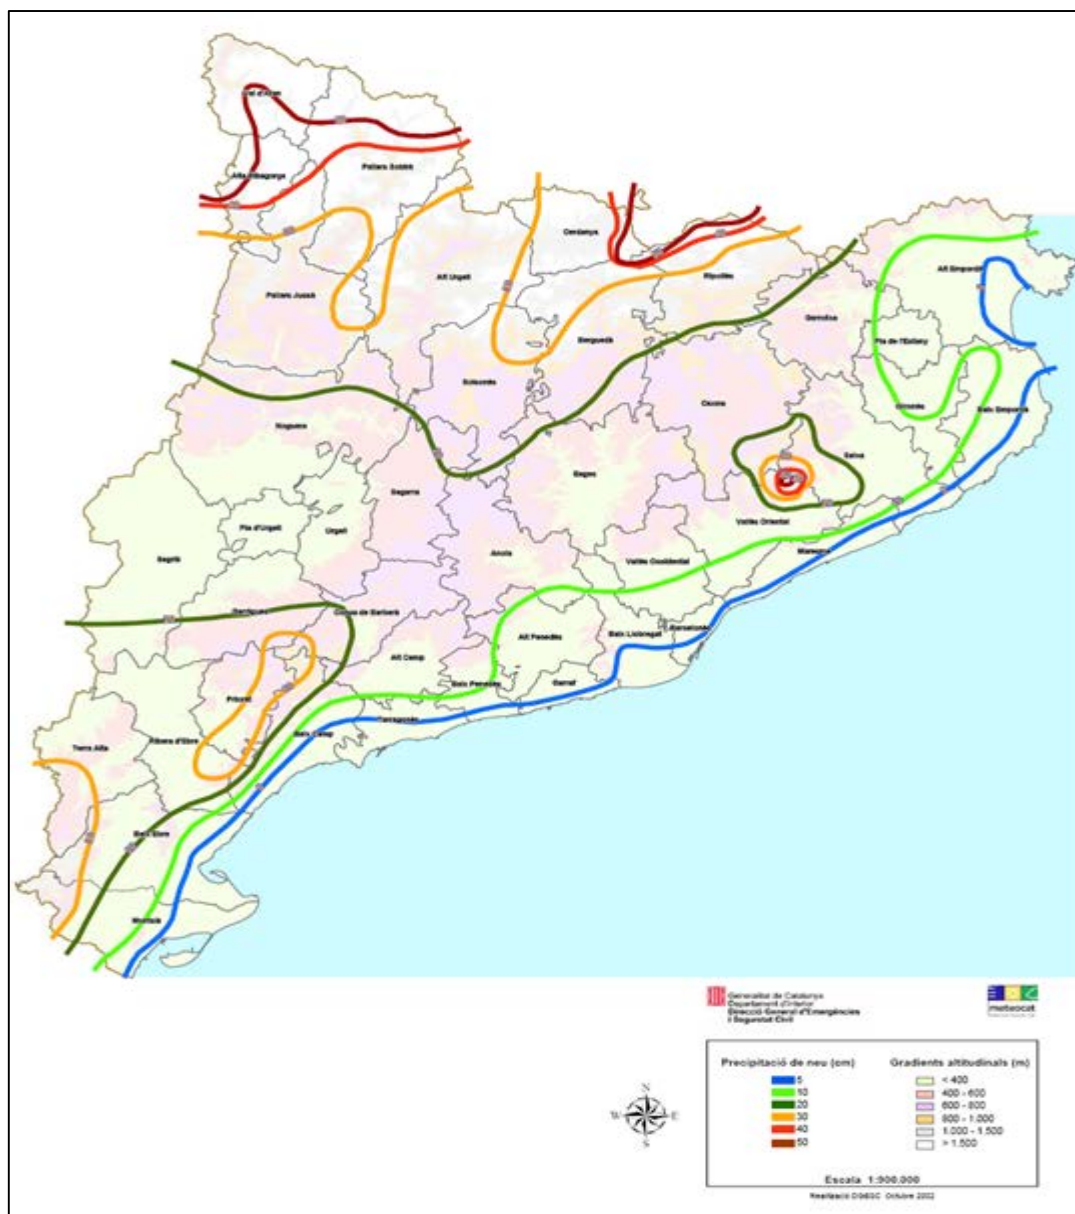 Val d'Aran
Alta Ribagorça
Pallars Sobirà
Cerdanya
Alt Urgell
Ripollès
Alt Empordà
Pallars Jussà
Garrotxa
Berguedà
Pla de l'Estany
Solsonès
Osona
Gironès
Baix Empordà
Noguera
Selva
Bages
Segarra
Vallès Oriental
Pla d'Urgell
Urgell
Segrià
Anoia
Maresme
Vallès Occidental
Garrigues
Conca de Barberà
Barcelonès
Alt Penedès
Baix Llobregat
Alt Camp
Baix Penedès
Garraf
Priorat
Tarragonès
Baix Camp
Ribera d'Ebre
Terra Alta
Baix Ebre
Montsià
Generalitat de Catalunya
Departament d'Interior
Direcció General d'Emergències
i Seguretat Civil
meteocat
Precipitació de neu (cm)
5
10
20
30
40
50
Gradients altitudinals (m)
< 400
400 - 600
600 - 800
800 - 1.000
1.000 - 1.500
> 1.500
W
E
S
Escala 1:900.000
Realització DGESC Octubre 2002